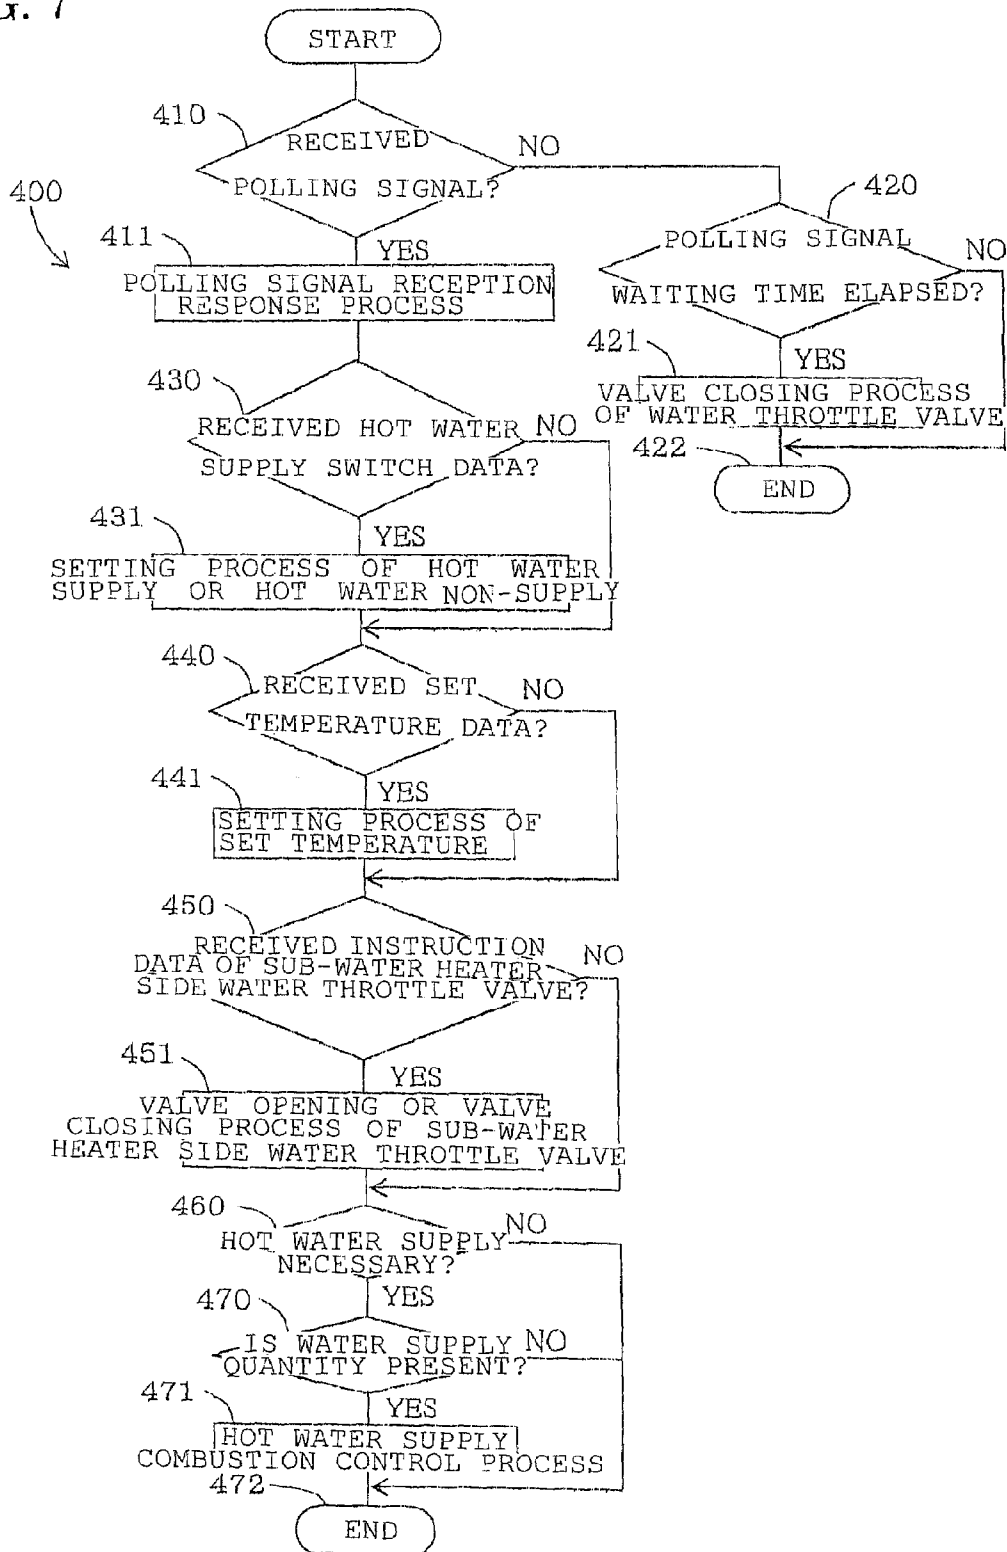 7
START
410
RECEIVED
POLLING SIGNAL?
NO
YES
400
411
POLLING SIGNAL RECEPTION
RESPONSE PROCESS
420
POLLING SIGNAL
WAITING TIME ELAPSED?
NO
YES
421
VALVE CLOSING PROCESS
OF WATER THROTTLE VALVE
422
END
430
RECEIVED HOT WATER
SUPPLY SWITCH DATA?
NO
YES
431
SETTING PROCESS OF HOT WATER
SUPPLY OR HOT WATER NON-SUPPLY
440
RECEIVED SET
TEMPERATURE DATA?
NO
YES
441
SETTING PROCESS OF
SET TEMPERATURE
450
RECEIVED INSTRUCTION
DATA OF SUB-WATER HEATER
SIDE WATER THROTTLE VALVE?
NO
YES
451
VALVE OPENING OR VALVE
CLOSING PROCESS OF SUB-WATER
HEATER SIDE WATER THROTTLE VALVE
460
HOT WATER SUPPLY
NECESSARY?
NO
YES
470
IS WATER SUPPLY
QUANTITY PRESENT?
NO
YES
471
HOT WATER SUPPLY
COMBUSTION CONTROL PROCESS
472
END